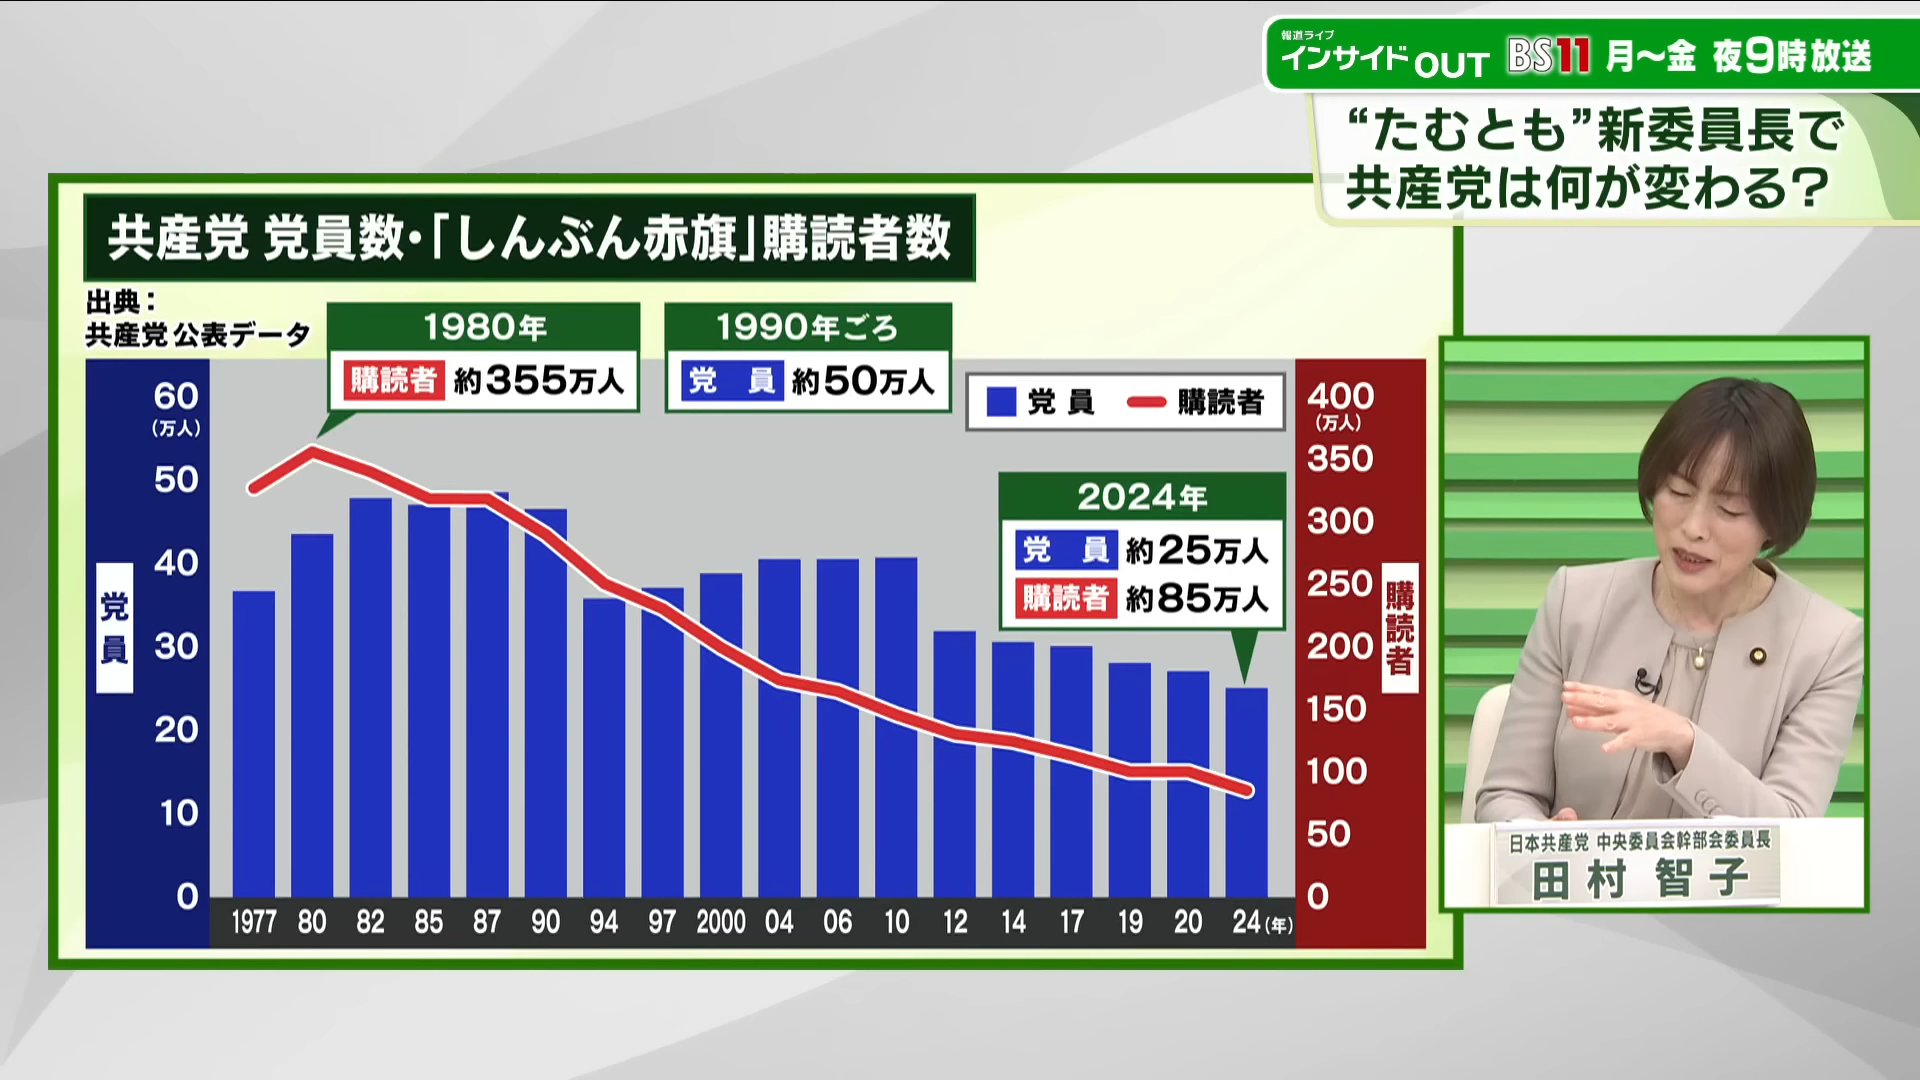 報道ライブ
インサイドOUT BS11 月〜金 夜9時放送
“たむとも”新委員長で
共産党は何が変わる?
共産党 党員数・「しんぶん赤旗」購読者数
出典：
共産党公表データ
1980年
購読者 約355万人
1990年ごろ
党員 約50万人
党員 購読者
2024年
党員 約25万人
購読者 約85万人
党員
60
(万人)
50
40
30
20
10
0
400
(万人)
350
300
250
200
150
100
50
0
購読者
1977 80 82 85 87 90 94 97 2000 04 06 10 12 14 17 19 20 24(年)
日本共産党 中央委員会幹部会委員長
田村 智子